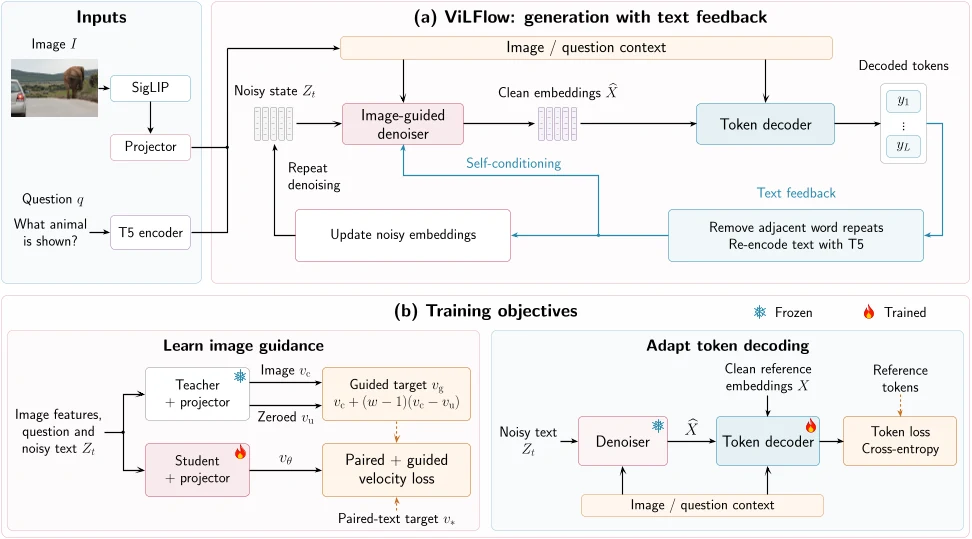 Inputs
Image I
SigLIP
Projector
Question q
What animal
is shown?
T5 encoder
(a) ViLFlow: generation with text feedback
Image / question context
Noisy state Z_t
Image-guided
denoiser
Clean embeddings X̂
Token decoder
Decoded tokens
y_1
⋮
y_L
Self-conditioning
Repeat
denoising
Text feedback
Update noisy embeddings
Remove adjacent word repeats
Re-encode text with T5
(b) Training objectives
Frozen
Trained
Learn image guidance
Image features,
question and
noisy text Z_t
Teacher
+ projector
Image v_c
Zeroed v_u
Guided target v_g
v_c + (w − 1)(v_c − v_u)
Student
+ projector
v_θ
Paired + guided
velocity loss
Paired-text target v_*
Adapt token decoding
Clean reference
embeddings X
Reference
tokens
Noisy text
Z_t
Denoiser
X̂
Token decoder
Token loss
Cross-entropy
Image / question context